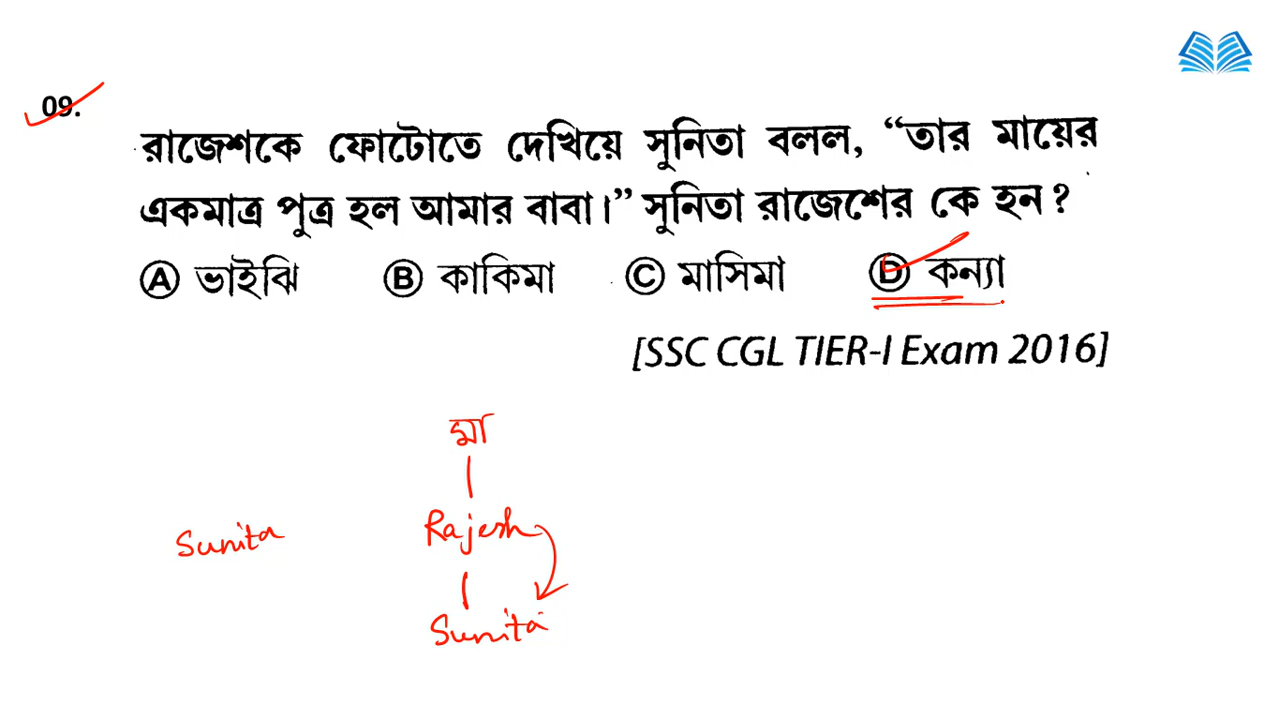 09.
রাজেশকে ফোটোতে দেখিয়ে সুনিতা বলল, “তার মায়ের
একমাত্র পুত্র হল আমার বাবা।” সুনিতা রাজেশের কে হন?
Ⓐ ভাইঝি Ⓑ কাকিমা Ⓒ মাসিমা Ⓓ কন্যা
[SSC CGL TIER-I Exam 2016]
মা
Sunita Rajesh
Sunita